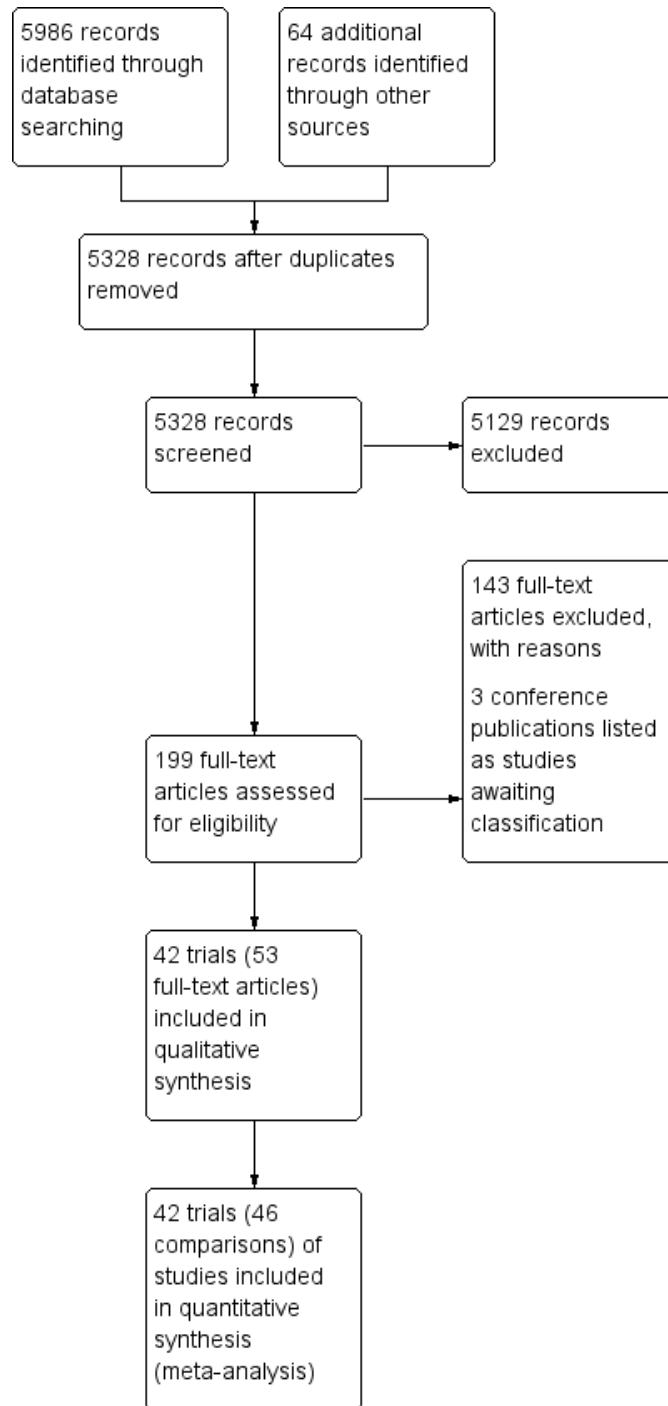 5986 records
identified through
database
searching
64 additional
records identified
through other
sources
5328 records after duplicates
removed
5328 records
screened
5129 records
excluded
143 full-text
articles excluded,
with reasons
3 conference
publications listed
as studies
awaiting
classification
199 full-text
articles assessed
for eligibility
42 trials (53
full-text articles)
included in
qualitative
synthesis
42 trials (46
comparisons) of
studies included
in quantitative
synthesis
(meta-analysis)